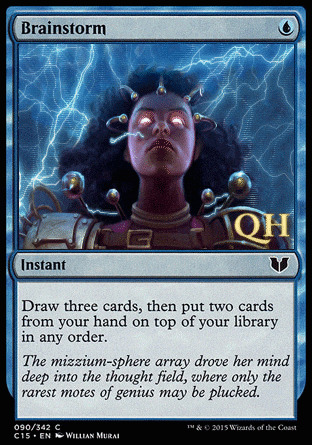 Brainstorm
QH
Instant
Draw three cards, then put two cards
from your hand on top of your library
in any order.
The mizzium-sphere array drove her mind
deep into the thought field, where only the
rarest motes of genius may be plucked.
090/342 C
C15 • EN Willian Murai
™ & © 2015 Wizards of the Coast